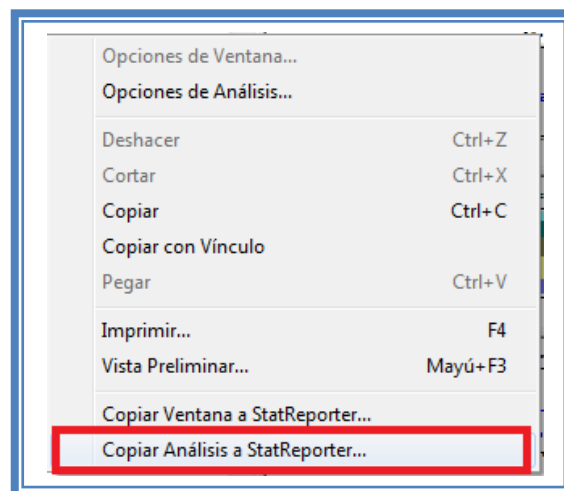 Opciones de Ventana...
Opciones de Análisis...
Deshacer Ctrl+Z
Cortar Ctrl+X
Copiar Ctrl+C
Copiar con Vínculo
Pegar Ctrl+V
Imprimir... F4
Vista Preliminar... Mayú+F3
Copiar Ventana a StatReporter...
Copiar Análisis a StatReporter...